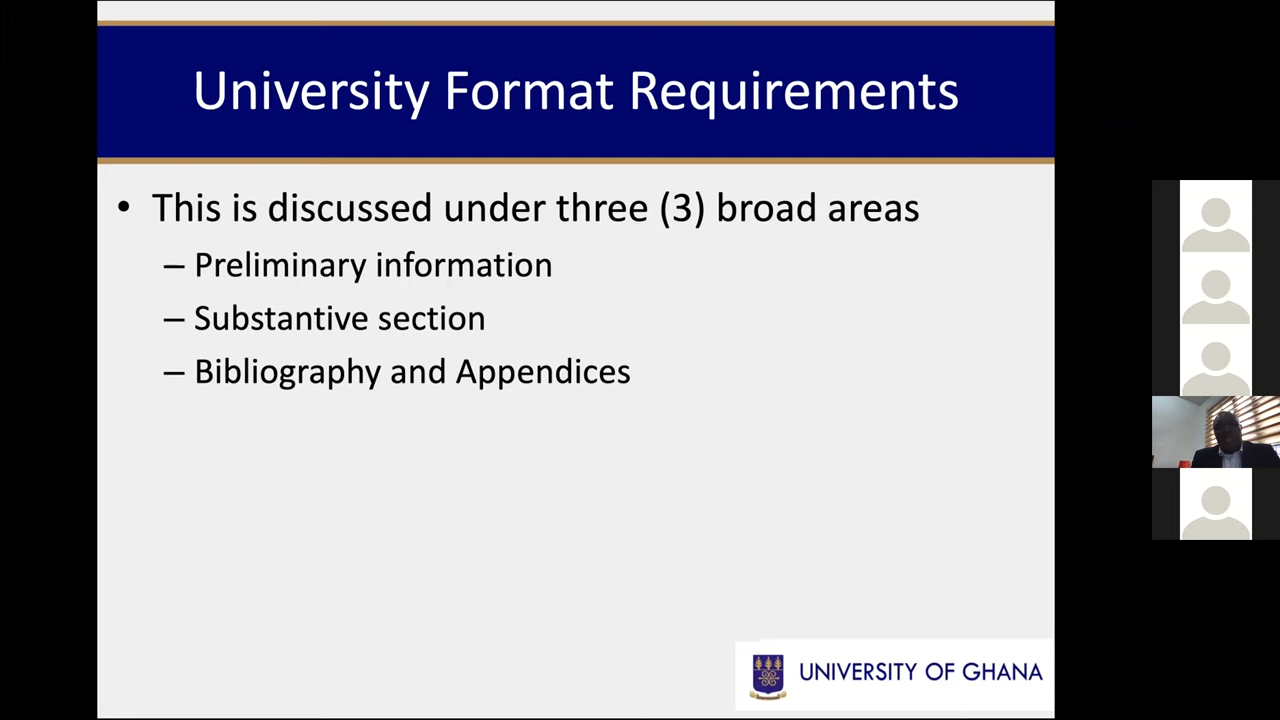 University Format Requirements
• This is discussed under three (3) broad areas
– Preliminary information
– Substantive section
– Bibliography and Appendices
UNIVERSITY OF GHANA